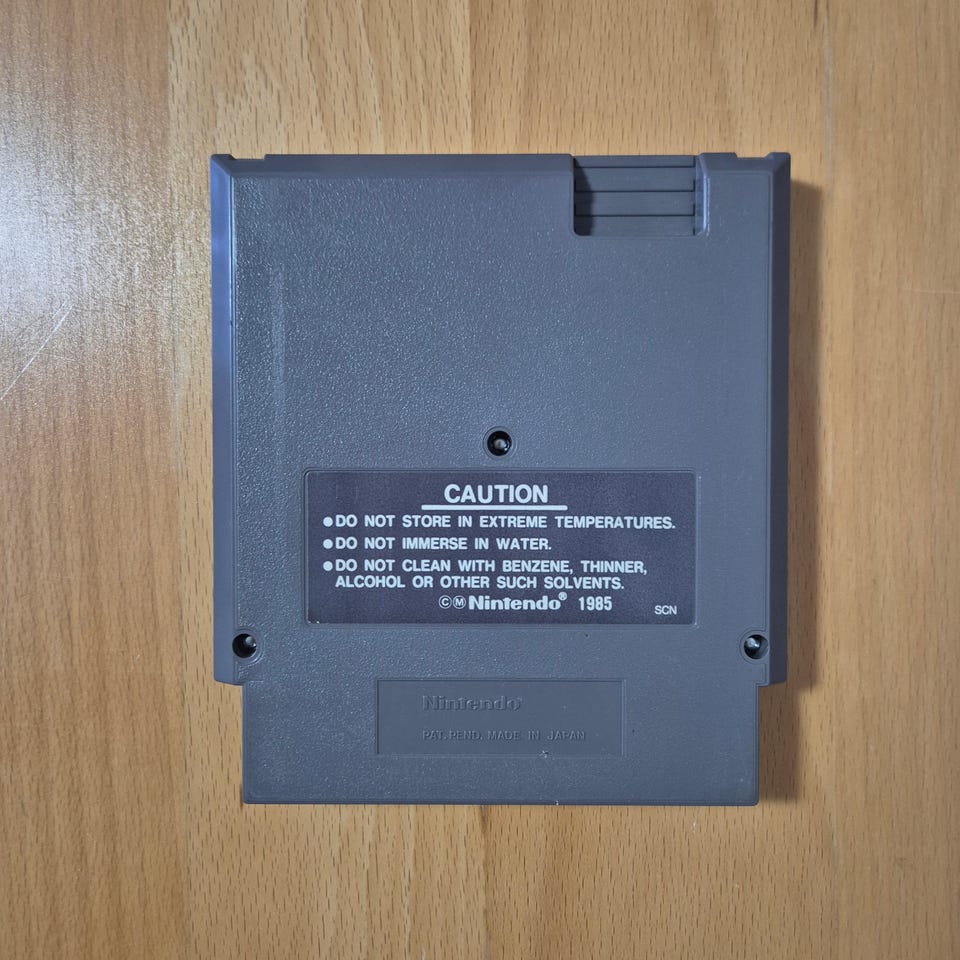 CAUTION
●DO NOT STORE IN EXTREME TEMPERATURES.
●DO NOT IMMERSE IN WATER.
●DO NOT CLEAN WITH BENZENE, THINNER,
ALCOHOL OR OTHER SUCH SOLVENTS.
©ⓂNintendo® 1985 SCN
Nintendo®
PAT. PEND. MADE IN JAPAN